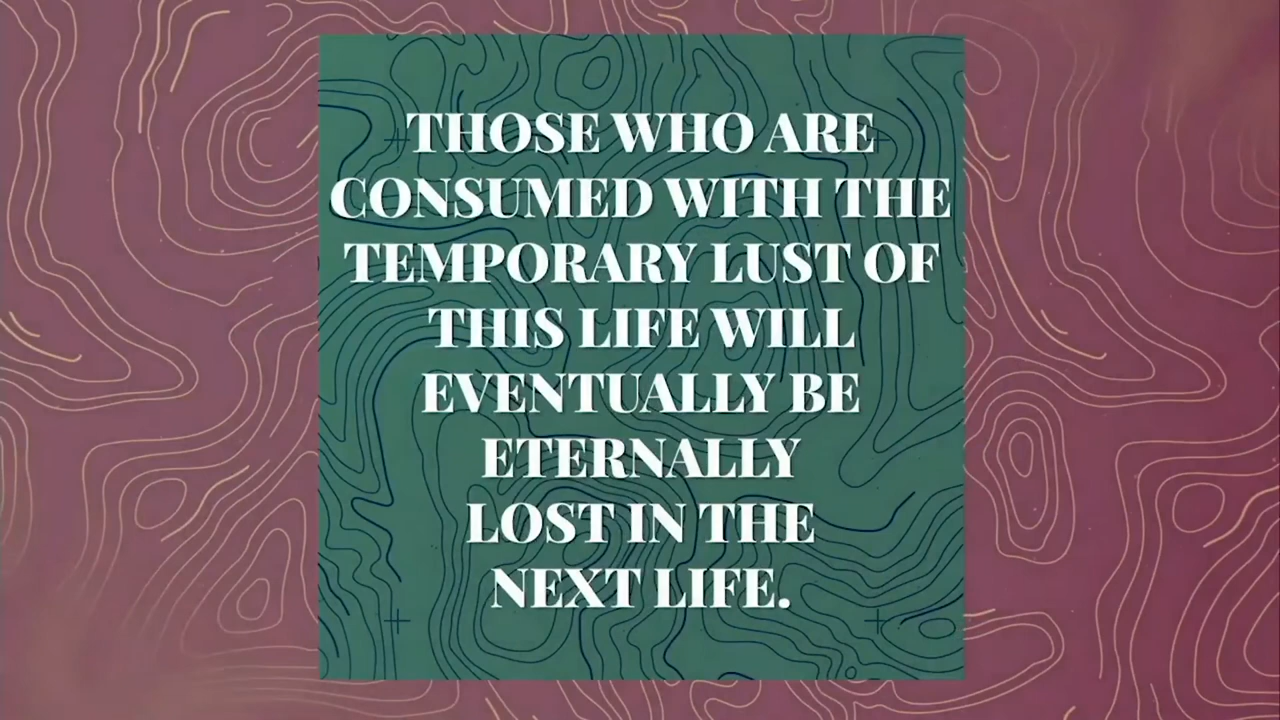 THOSE WHO ARE
CONSUMED WITH THE
TEMPORARY LUST OF
THIS LIFE WILL
EVENTUALLY BE
ETERNALLY
LOST IN THE
NEXT LIFE.